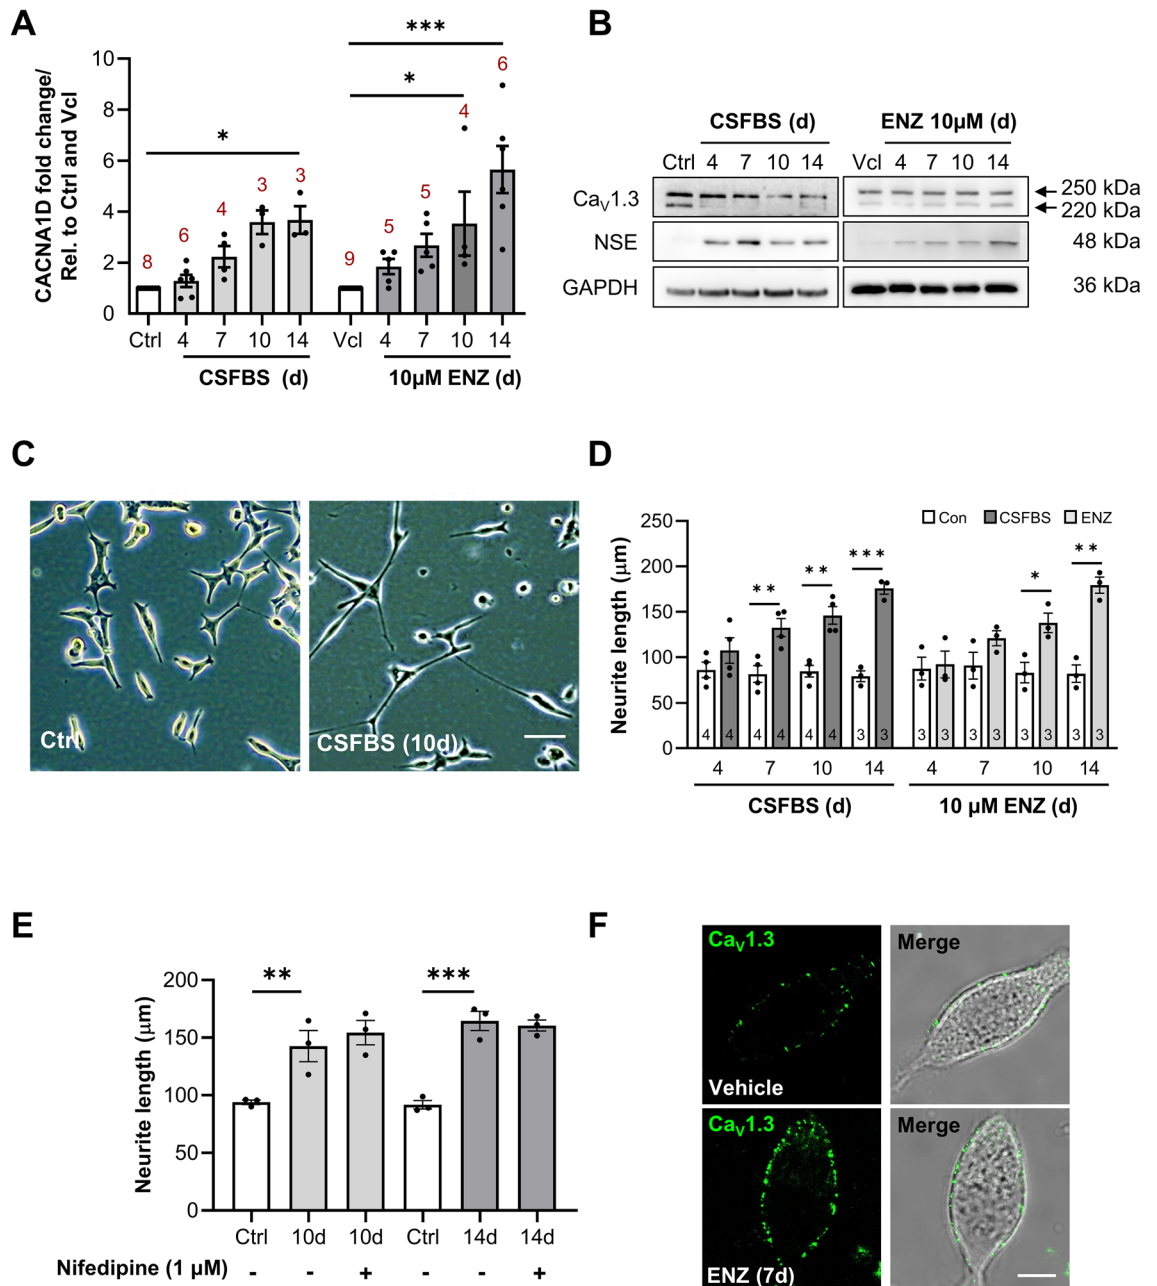 A
CACNA1D fold change/
Rel. to Ctrl and Vcl
10
8
6
4
2
0
*
***
*
8
6
4
3
3
9
5
5
4
6
Ctrl 4 7 10 14
Vcl 4 7 10 14
CSFBS (d)
10µM ENZ (d)
B
CSFBS (d)
ENZ 10µM (d)
Ctrl 4 7 10 14
Vcl 4 7 10 14
CaV1.3
250 kDa
220 kDa
NSE
48 kDa
GAPDH
36 kDa
C
Ctrl
CSFBS (10d)
D
Con CSFBS ENZ
Neurite length (µm)
250
200
150
100
50
0
**
**
***
*
**
4 4 4 4 4 4 3 3 3 3 3 3 3 3 3 3
4 7 10 14 4 7 10 14
CSFBS (d)
10 µM ENZ (d)
E
Neurite length (µm)
200
150
100
50
0
**
***
Ctrl 10d 10d Ctrl 14d 14d
Nifedipine (1 µM) - - + - - +
F
CaV1.3
Merge
Vehicle
CaV1.3
Merge
ENZ (7d)